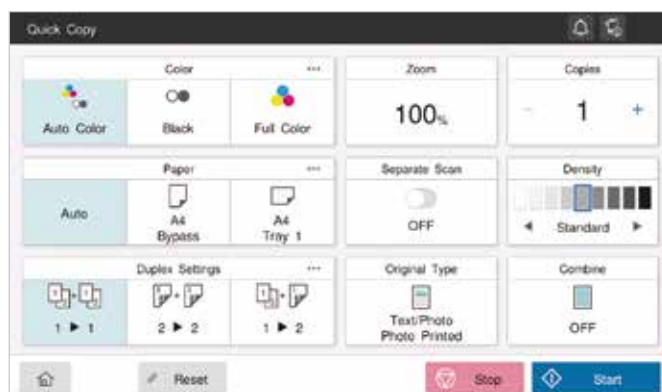 Quick Copy
Color ...
Auto Color
Black
Full Color
Zoom
100%
Copies
- 1 +
Paper ...
Auto
A4
Bypass
A4
Tray 1
Separate Scan
OFF
Density
◀ Standard ▶
Duplex Settings ...
1 ▶ 1
2 ▶ 2
1 ▶ 2
Original Type
Text/Photo
Photo Printed
Combine
OFF
Reset
Stop
Start